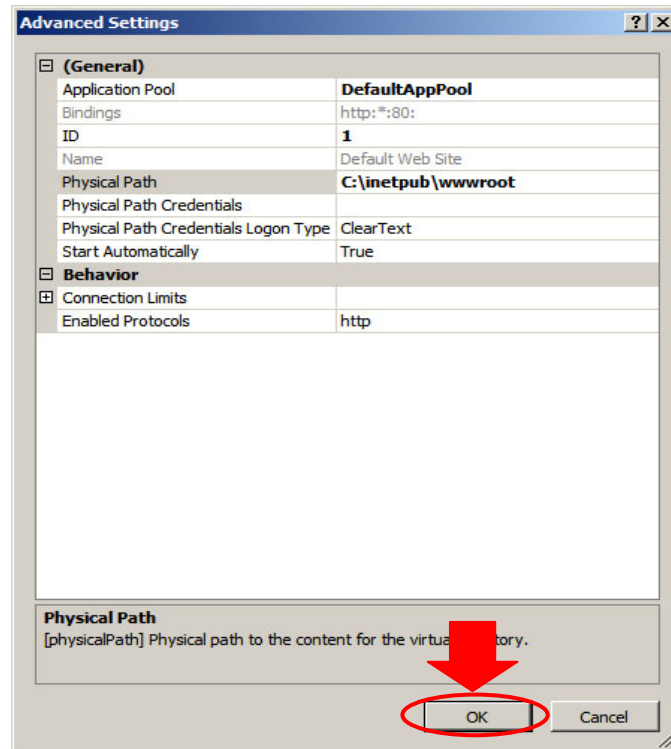 Advanced Settings
(General)
Application Pool DefaultAppPool
Bindings http:*:80:
ID 1
Name Default Web Site
Physical Path C:\inetpub\wwwroot
Physical Path Credentials
Physical Path Credentials Logon Type ClearText
Start Automatically True
Behavior
Connection Limits
Enabled Protocols http
Physical Path
[physicalPath] Physical path to the content for the tory.
OK Cancel